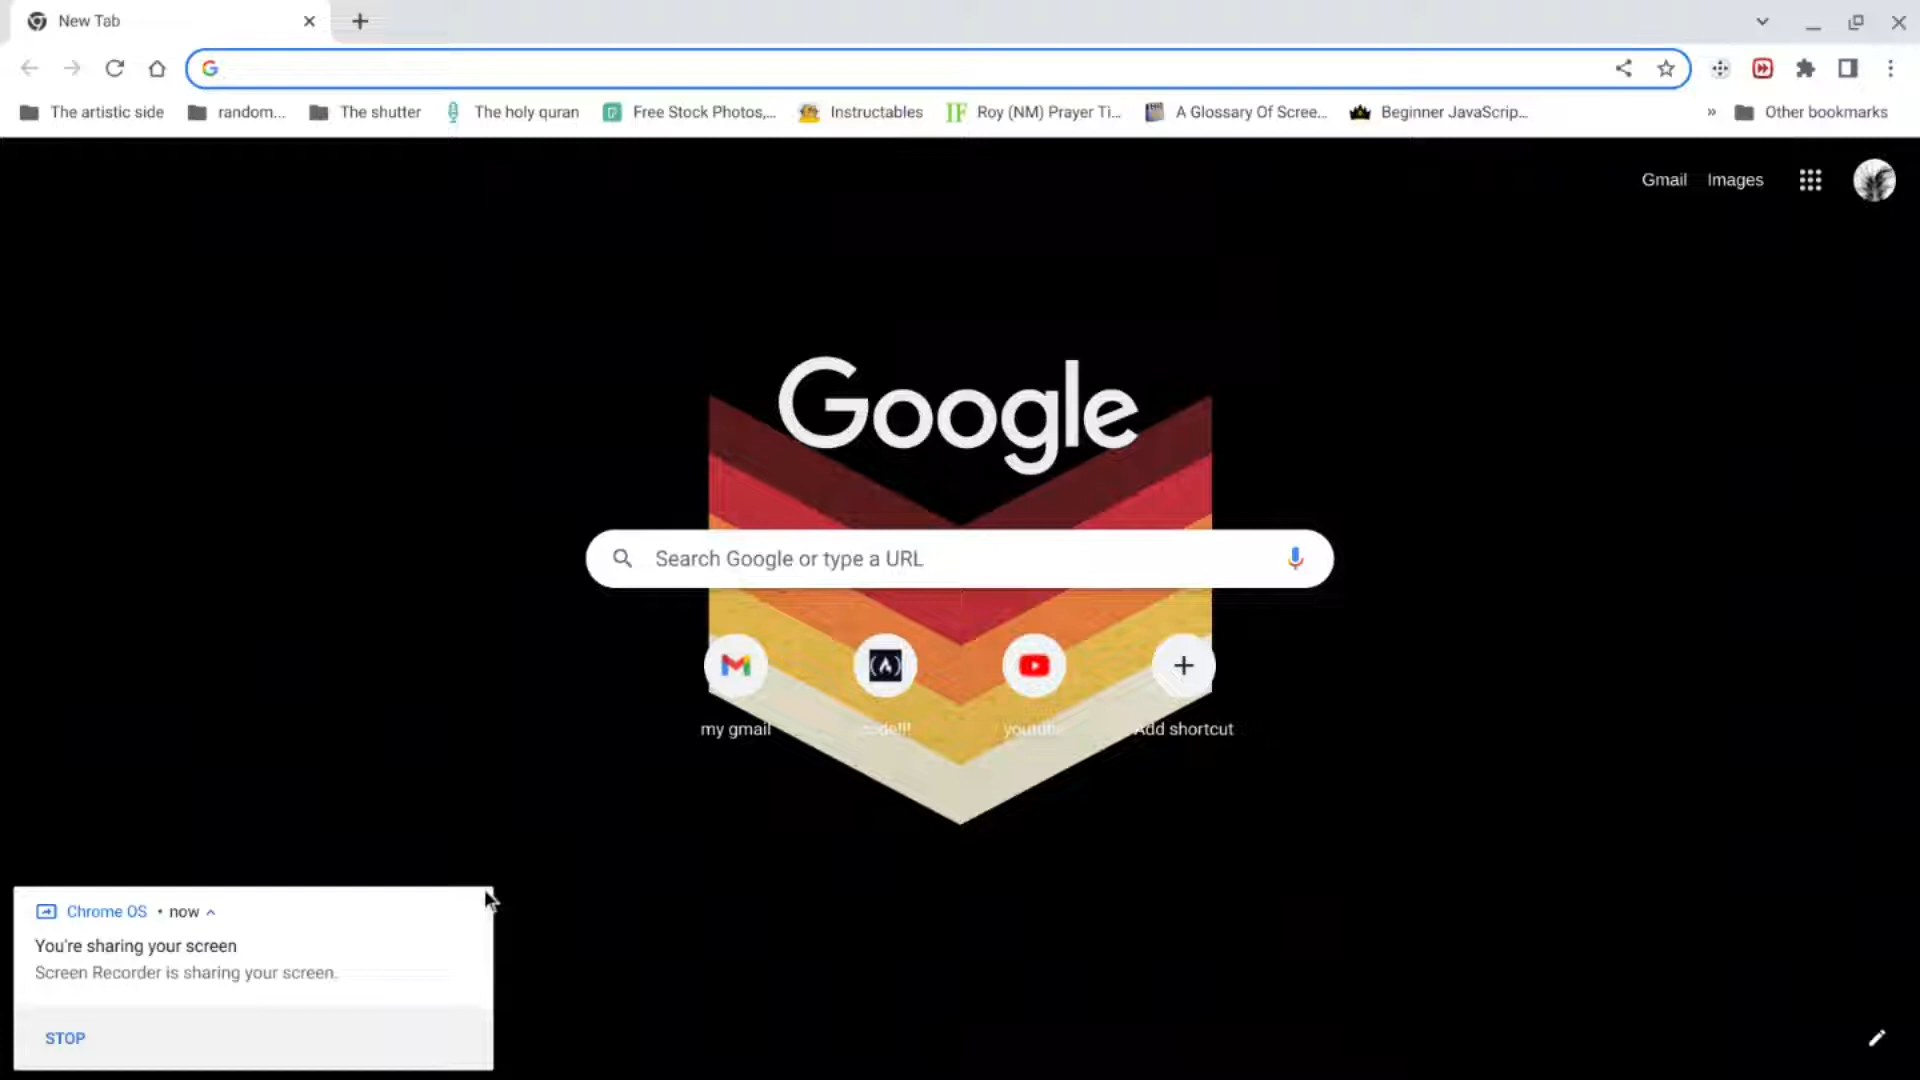 New Tab
The artistic side random... The shutter The holy quran Free Stock Photos,... Instructables Roy (NM) Prayer Ti... A Glossary Of Scree... Beginner JavaScrip... » Other bookmarks
Gmail Images
Google
Search Google or type a URL
my gmail code!!! youtube Add shortcut
Chrome OS • now
You're sharing your screen
Screen Recorder is sharing your screen.
STOP